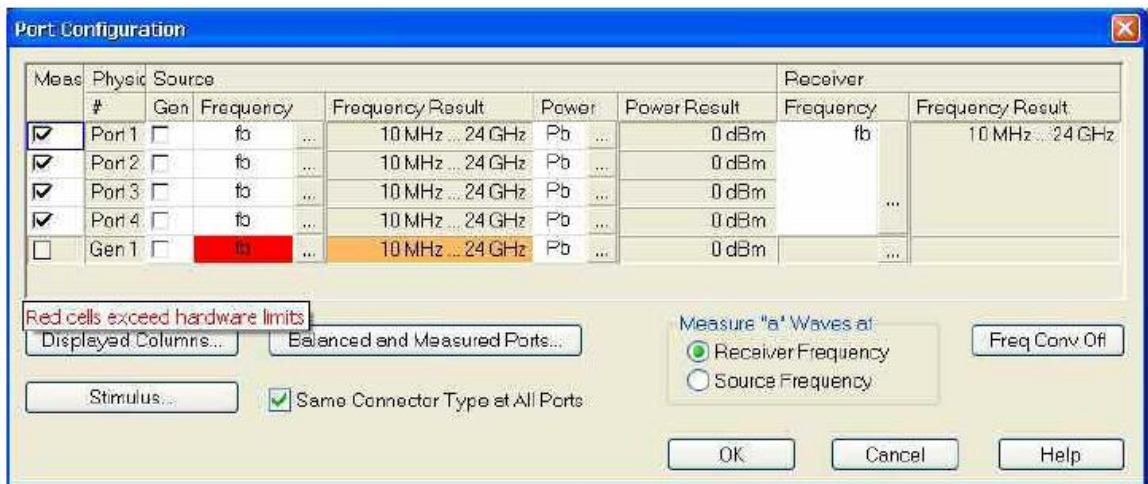 Port Configuration
Meas Physic Source Receiver
# Gen Frequency Frequency Result Power Power Result Frequency Frequency Result
Port 1 fb ... 10 MHz ... 24 GHz Pb ... 0 dBm fb 10 MHz ... 24 GHz
Port 2 fb ... 10 MHz ... 24 GHz Pb ... 0 dBm
Port 3 fb ... 10 MHz ... 24 GHz Pb ... 0 dBm ...
Port 4 fb ... 10 MHz ... 24 GHz Pb ... 0 dBm
Gen 1 fb ... 10 MHz ... 24 GHz Pb ... 0 dBm ...
Red cells exceed hardware limits
Displayed Columns... Balanced and Measured Ports... Measure "a" Waves at Freq Conv Off
Receiver Frequency
Source Frequency
Stimulus... Same Connector Type at All Ports
OK Cancel Help